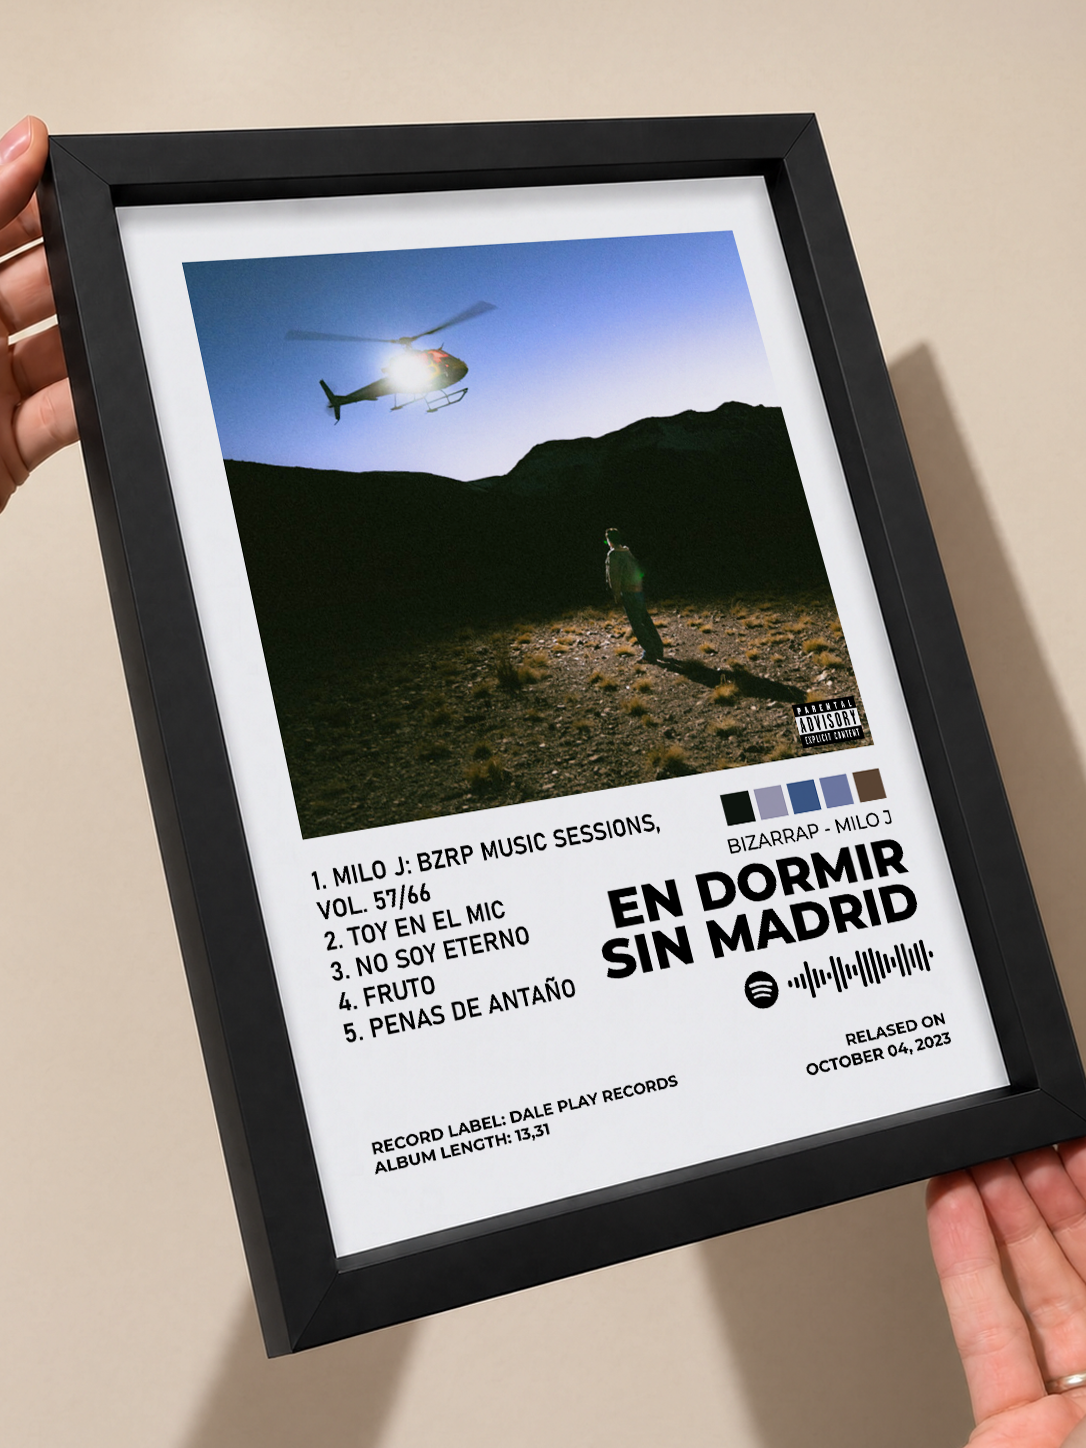 PARENTAL
ADVISORY
EXPLICIT CONTENT
1. MILO J: BZRP MUSIC SESSIONS,
VOL. 57/66
2. TOY EN EL MIC
3. NO SOY ETERNO
4. FRUTO
5. PENAS DE ANTAÑO
BIZARRAP - MILO J
EN DORMIR
SIN MADRID
RELASED ON
OCTOBER 04, 2023
RECORD LABEL: DALE PLAY RECORDS
ALBUM LENGTH: 13,31